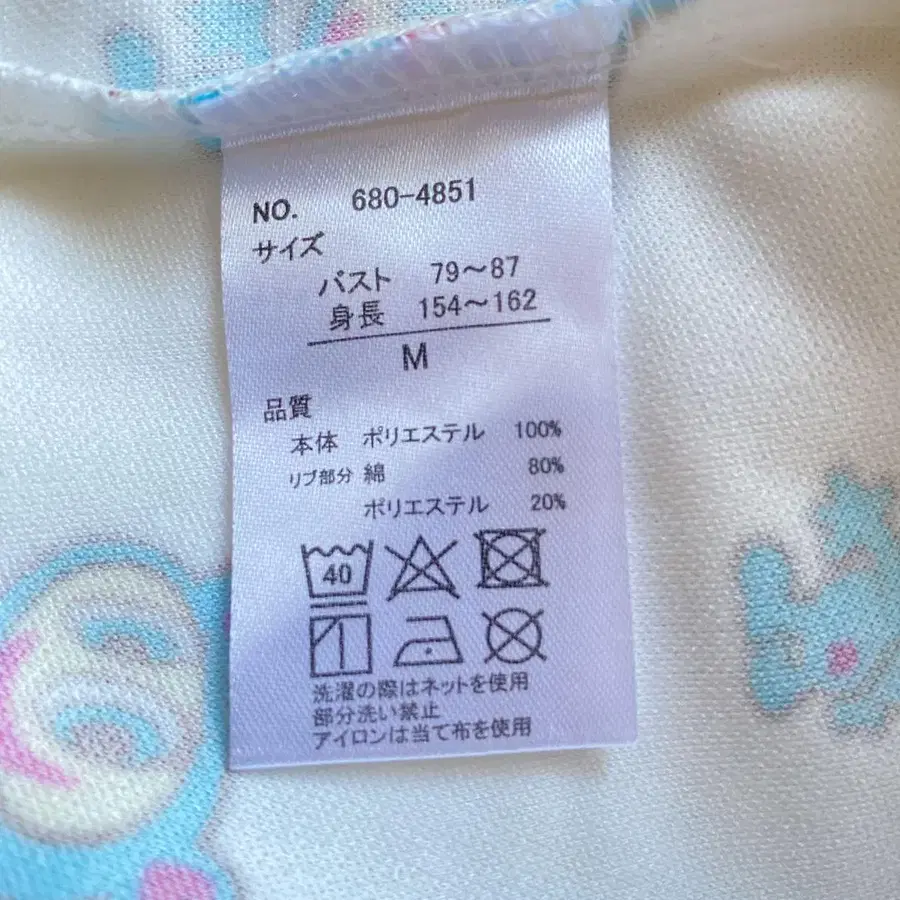 NO. 680-4851
サイズ
バスト 79～87
身長 154～162
M
品質
本体 ポリエステル 100%
リブ部分 綿 80%
ポリエステル 20%
40
洗濯の際はネットを使用
部分洗い禁止
アイロンは当て布を使用